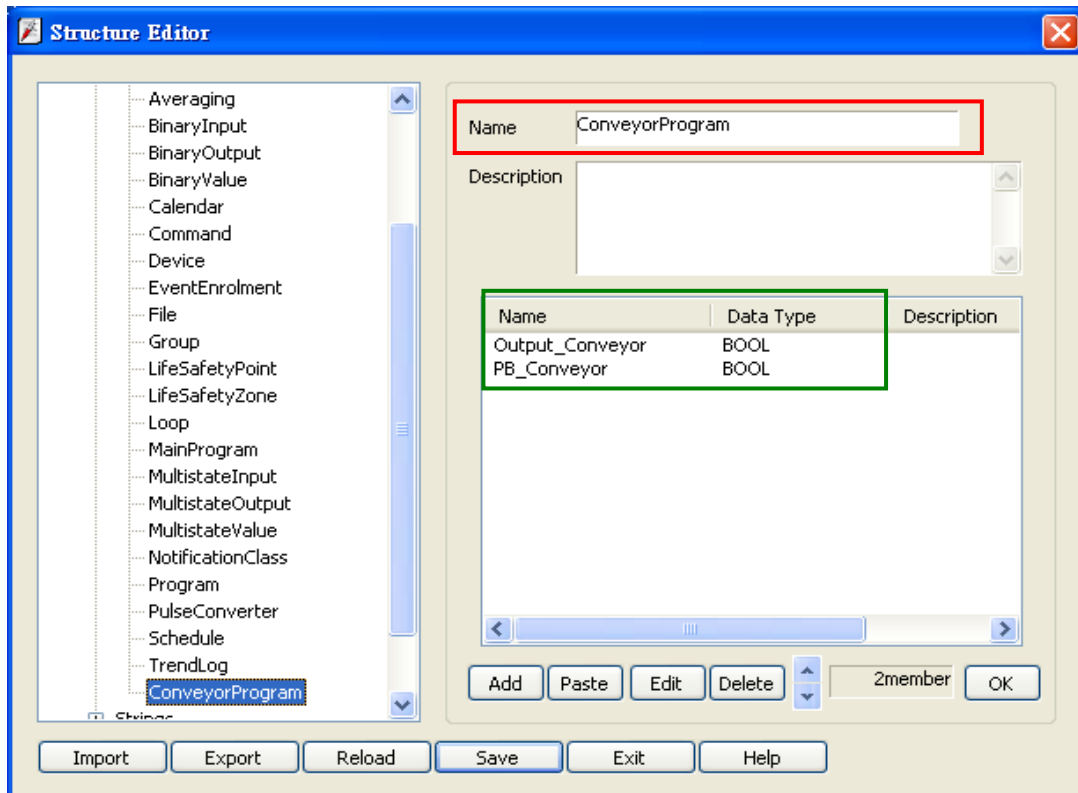 Structure Editor
Averaging
BinaryInput
BinaryOutput
BinaryValue
Calendar
Command
Device
EventEnrolment
File
Group
LifeSafetyPoint
LifeSafetyZone
Loop
MainProgram
MultistateInput
MultistateOutput
MultistateValue
NotificationClass
Program
PulseConverter
Schedule
TrendLog
ConveyorProgram
Strings
Name ConveyorProgram
Description
Name Data Type Description
Output_Conveyor BOOL
PB_Conveyor BOOL
Add Paste Edit Delete 2member OK
Import Export Reload Save Exit Help